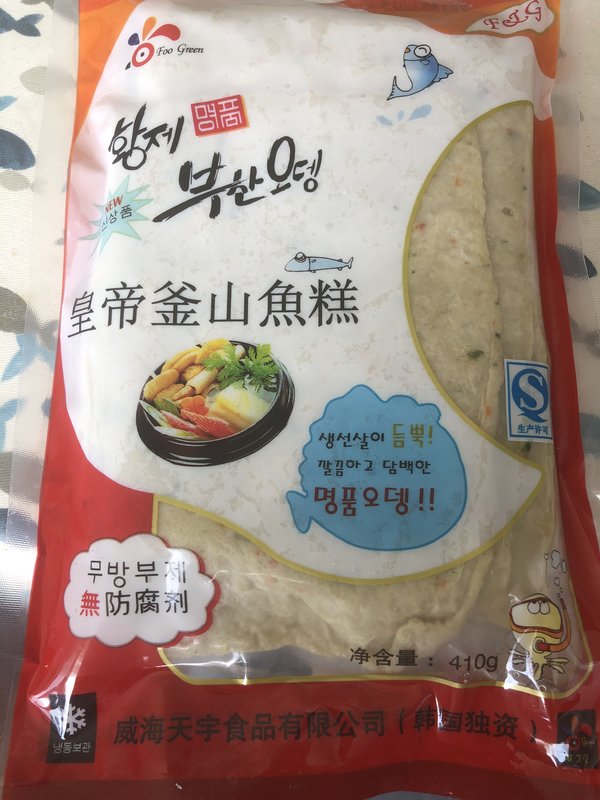 F&G
Foo Green
황제 명품
부산오뎅
NEW
신상품
皇帝釜山魚糕
생선살이 듬뿍!
깔끔하고 담백한
명품오뎅!!
S
生产许可
무방부제
無防腐剂
净含量：410g
냉동보관
威海天宇食品有限公司（韩国独资）